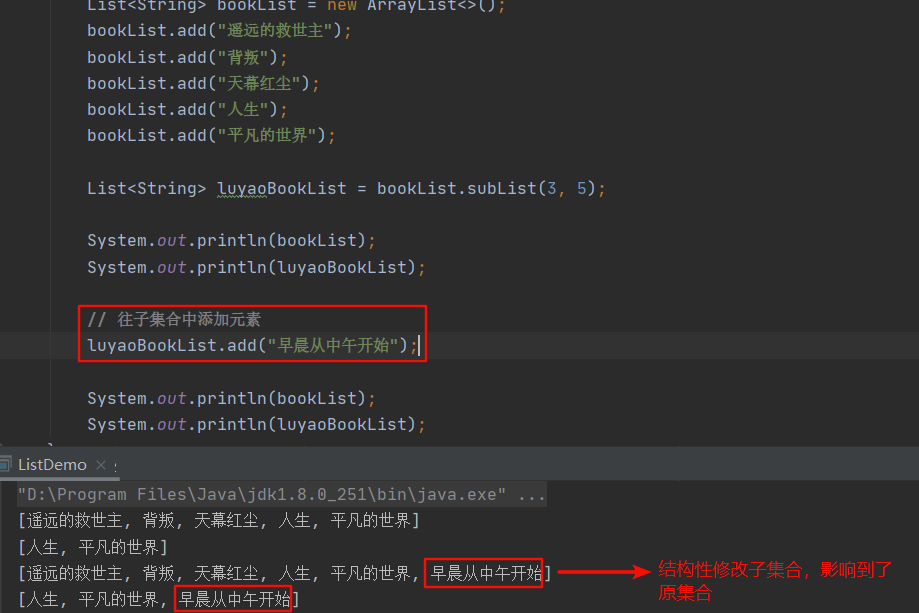 List<String> bookList = new ArrayList<>();
bookList.add("遥远的救世主");
bookList.add("背叛");
bookList.add("天幕红尘");
bookList.add("人生");
bookList.add("平凡的世界");
List<String> luyaoBookList = bookList.subList(3, 5);
System.out.println(bookList);
System.out.println(luyaoBookList);
// 往子集合中添加元素
luyaoBookList.add("早晨从中午开始");
System.out.println(bookList);
System.out.println(luyaoBookList);
ListDemo ×
"D:\Program Files\Java\jdk1.8.0_251\bin\java.exe" ...
[遥远的救世主, 背叛, 天幕红尘, 人生, 平凡的世界]
[人生, 平凡的世界]
[遥远的救世主, 背叛, 天幕红尘, 人生, 平凡的世界, 早晨从中午开始]
结构性修改子集合，影响到了
原集合
[人生, 平凡的世界, 早晨从中午开始]